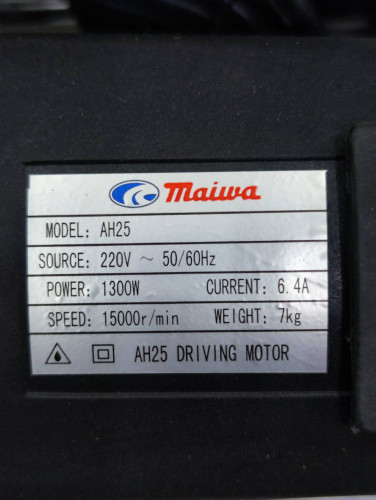 Maiwa
MODEL: AH25
SOURCE: 220V ~ 50/60Hz
POWER: 1300W CURRENT: 6.4A
SPEED: 15000r/min WEIGHT: 7kg
AH25 DRIVING MOTOR